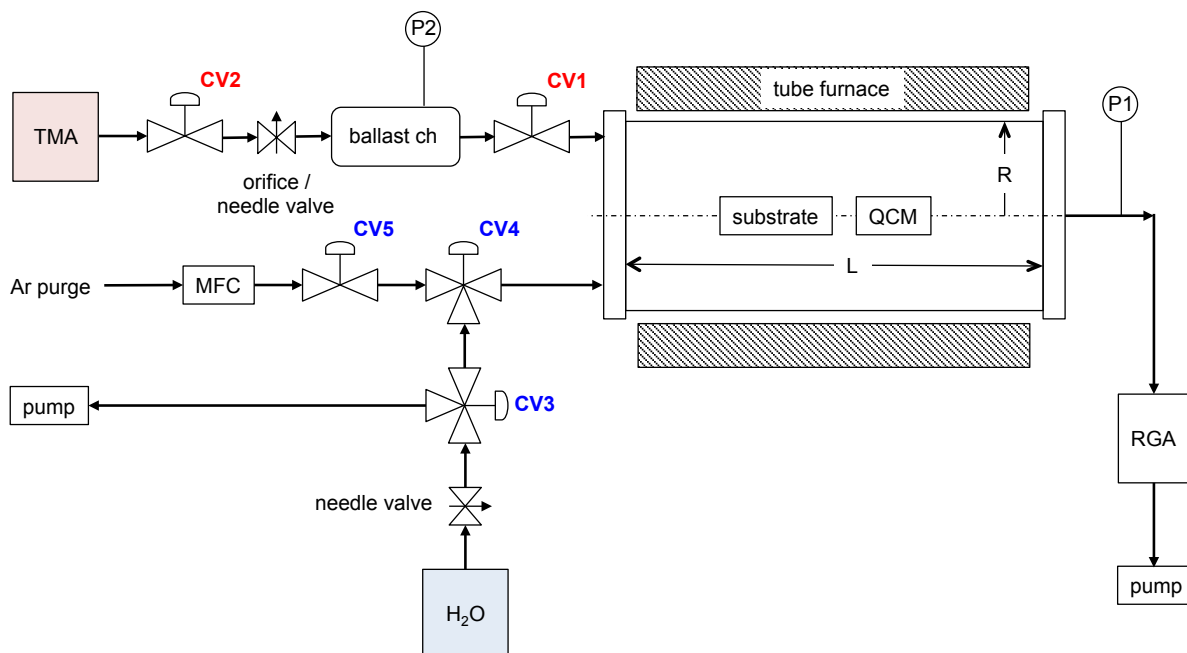 P2
CV2
CV1
tube furnace
P1
TMA
ballast ch
orifice /
needle valve
R
substrate
QCM
CV5
CV4
L
Ar purge
MFC
pump
CV3
RGA
needle valve
pump
H₂O